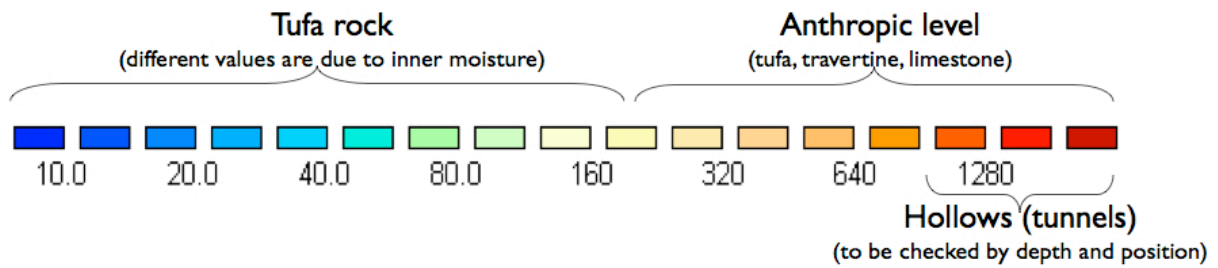 Tufa rock
(different values are due to inner moisture)
Anthropic level
(tufa, travertine, limestone)
10.0 20.0 40.0 80.0 160 320 640 1280
Hollows (tunnels)
(to be checked by depth and position)